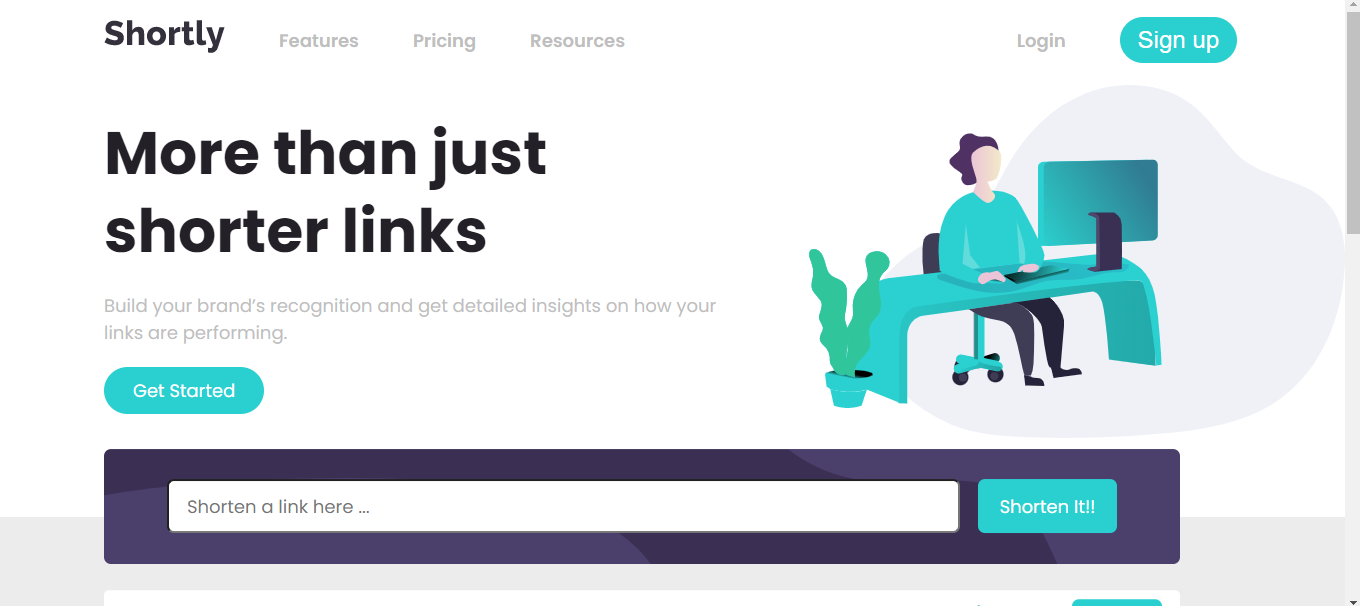 Shortly
Features
Pricing
Resources
Login
Sign up
More than just
shorter links
Build your brand’s recognition and get detailed insights on how your
links are performing.
Get Started
Shorten a link here ...
Shorten It!!